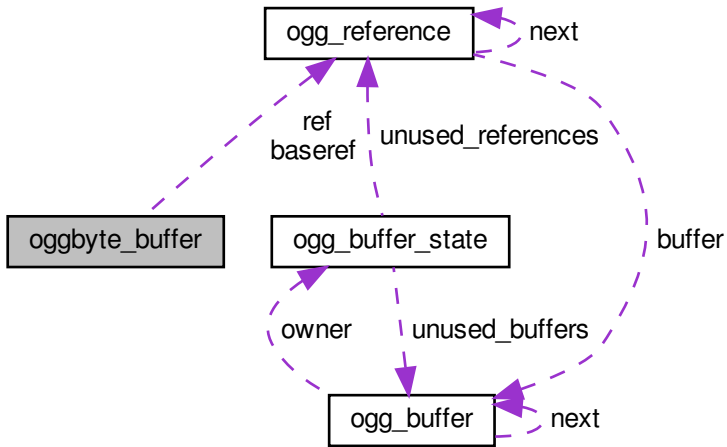 ogg_reference
next
ref
baseref
unused_references
oggbyte_buffer
ogg_buffer_state
buffer
owner
unused_buffers
ogg_buffer
next